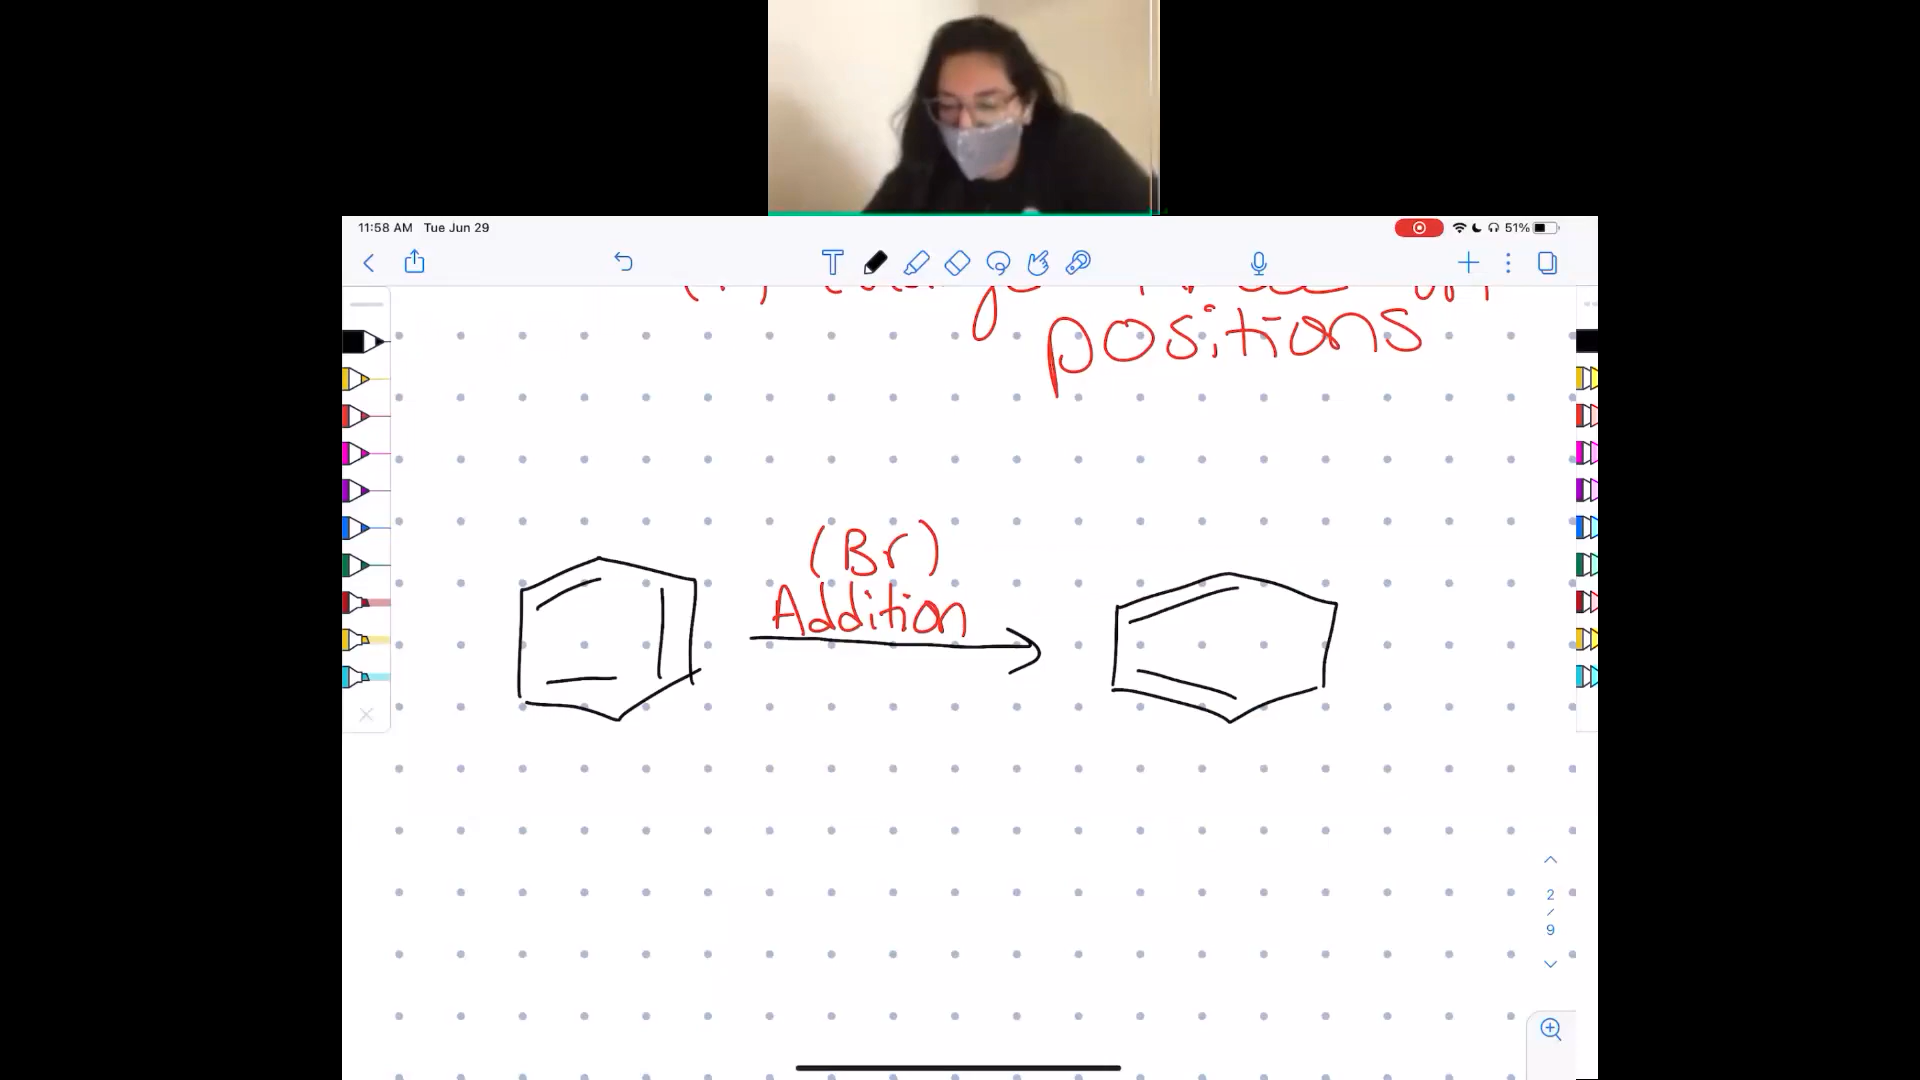 11:58 AM Tue Jun 29
51%
positions
(Br)
Addition
2
/
9